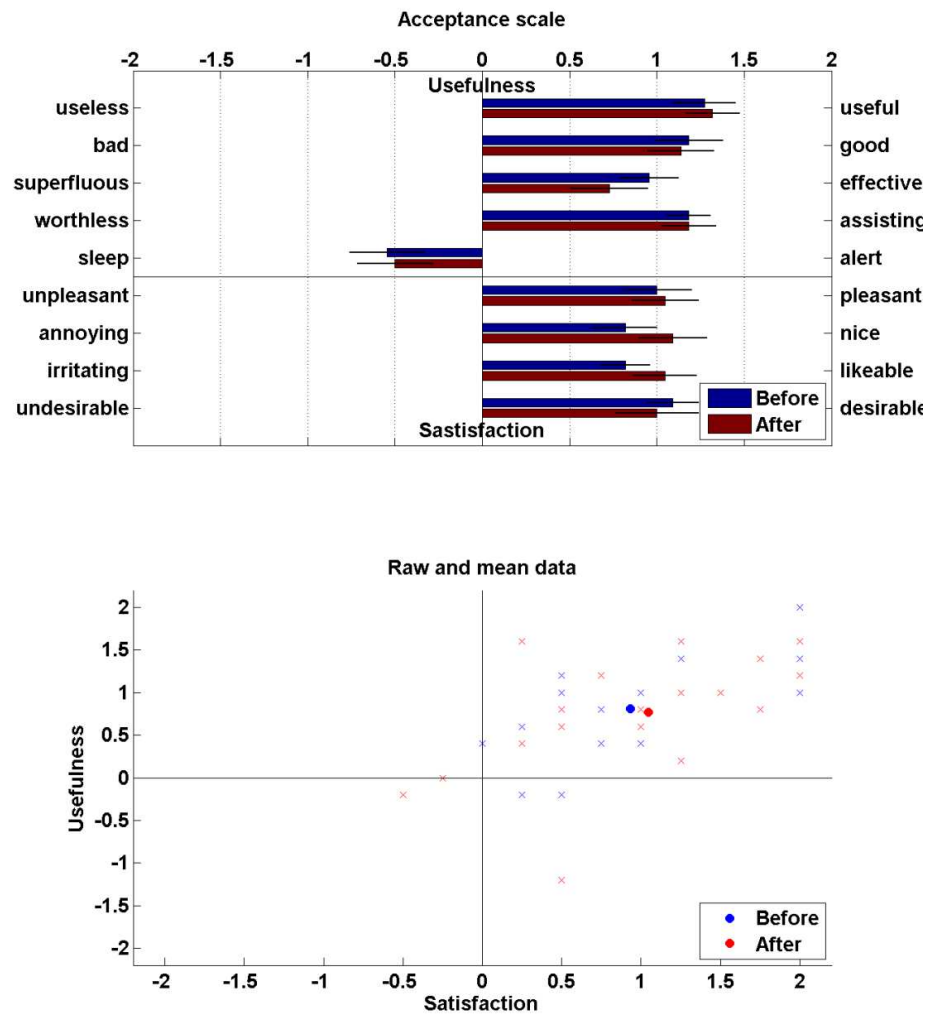 Acceptance scale
-2 -1.5 -1 -0.5 0 0.5 1 1.5 2
Usefulness
useless useful
bad good
superfluous effective
worthless assisting
sleep alert
unpleasant pleasant
annoying nice
irritating likeable
undesirable desirable
Before
After
Sastisfaction
Raw and mean data
2
1.5
1
0.5
0
-0.5
-1
-1.5
-2
Usefulness
Before
After
-2 -1.5 -1 -0.5 0 0.5 1 1.5 2
Satisfaction